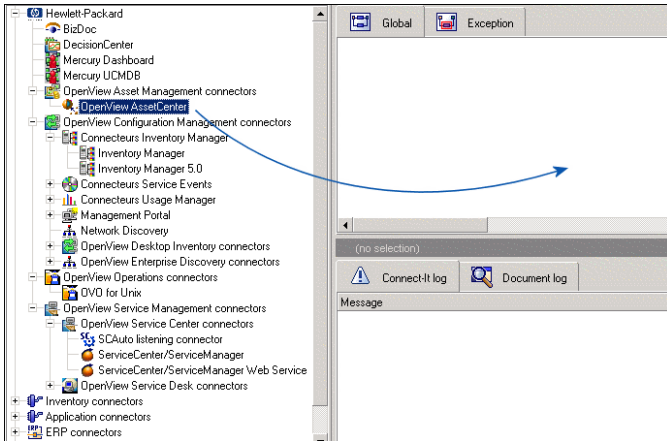 Hewlett-Packard
BizDoc
DecisionCenter
Mercury Dashboard
Mercury UCMDB
OpenView Asset Management connectors
OpenView AssetCenter
OpenView Configuration Management connectors
Connecteurs Inventory Manager
Inventory Manager
Inventory Manager 5.0
Connecteurs Service Events
Connecteurs Usage Manager
Management Portal
Network Discovery
OpenView Desktop Inventory connectors
OpenView Enterprise Discovery connectors
OpenView Operations connectors
OVO for Unix
OpenView Service Management connectors
OpenView Service Center connectors
SCAuto listening connector
ServiceCenter/ServiceManager
ServiceCenter/ServiceManager Web Service
OpenView Service Desk connectors
Inventory connectors
Application connectors
ERP connectors
Global Exception
(no selection)
Connect-It log Document log
Message